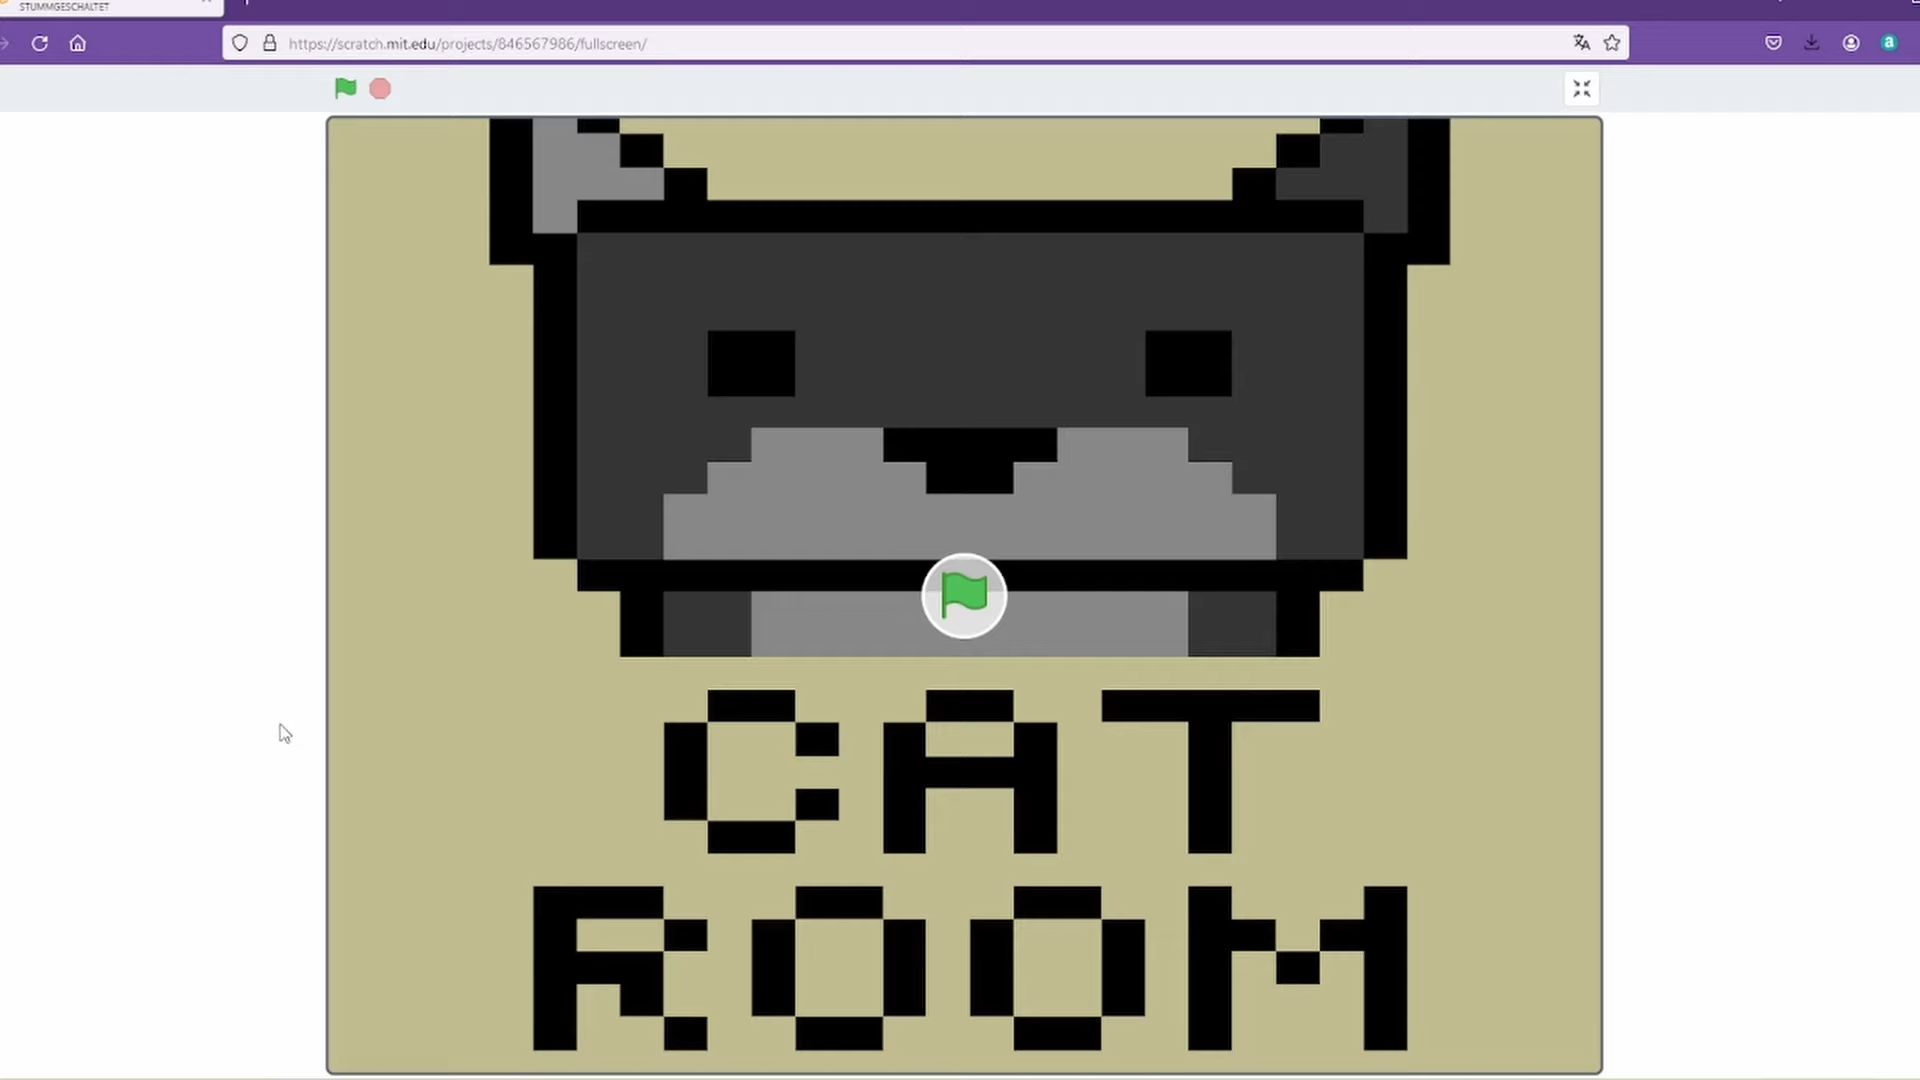 STUMMGESCHALTET
https://scratch.mit.edu/projects/846567986/fullscreen/
a
CAT
ROOM